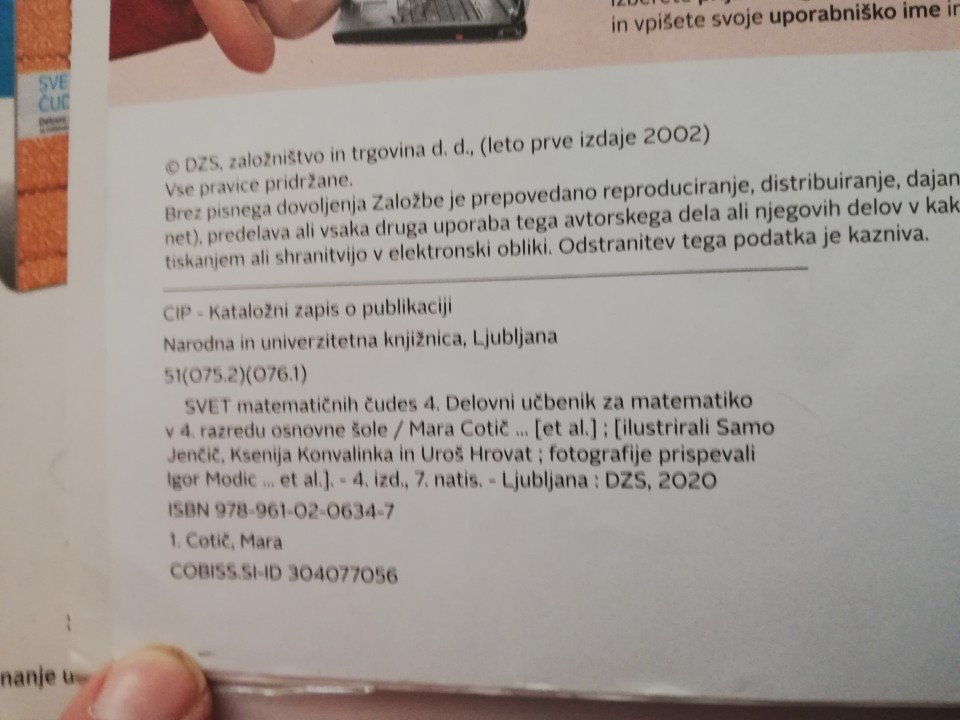 in vpišete svoje uporabniško ime in
SVE
ČUD
© DZS, založništvo in trgovina d. d., (leto prve izdaje 2002)
Vse pravice pridržane.
Brez pisnega dovoljenja Založbe je prepovedano reproduciranje, distribuiranje, dajan
net), predelava ali vsaka druga uporaba tega avtorskega dela ali njegovih delov v kak
tiskanjem ali shranitvijo v elektronski obliki. Odstranitev tega podatka je kazniva.
CIP - Kataložni zapis o publikaciji
Narodna in univerzitetna knjižnica, Ljubljana
51(075.2)(076.1)
SVET matematičnih čudes 4. Delovni učbenik za matematiko
v 4. razredu osnovne šole / Mara Cotič ... [et al.] ; [ilustrirali Samo
Jenčič, Ksenija Konvalinka in Uroš Hrovat ; fotografije prispevali
Igor Modic ... et al.]. - 4. izd., 7. natis. - Ljubljana : DZS, 2020
ISBN 978-961-02-0634-7
1. Cotič, Mara
COBISS.SI-ID 304077056
nanje u